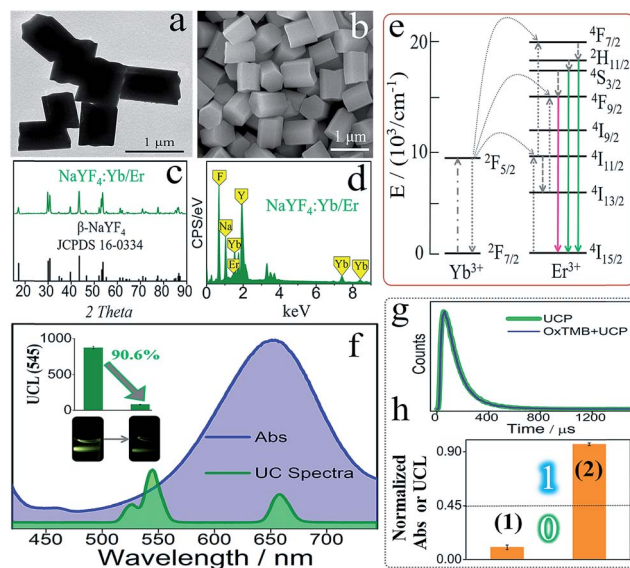 a
1 μm
b
1 μm
c
NaYF4:Yb/Er
β-NaYF4
JCPDS 16-0334
20 30 40 50 60 70 80 90
2 Theta
d
NaYF4:Yb/Er
CPS/eV
F
Na
Y
Yb
Er
Yb
Yb
0 2 4 6 8
keV
e
E / (10³/cm⁻¹)
20
10
0
²F5/2
²F7/2
Yb³⁺
⁴F7/2
²H11/2
⁴S3/2
⁴F9/2
⁴I9/2
⁴I11/2
⁴I13/2
⁴I15/2
Er³⁺
f
UCL (545)
1000
500
0
90.6%
Abs
UC Spectra
450 500 550 600 650 700
Wavelength / nm
g
UCP
OxTMB+UCP
Counts
0 400 800 1200
Time / μs
h
Normalized
Abs or UCL
0.90
0.45
0.00
(1)
1
0
(2)